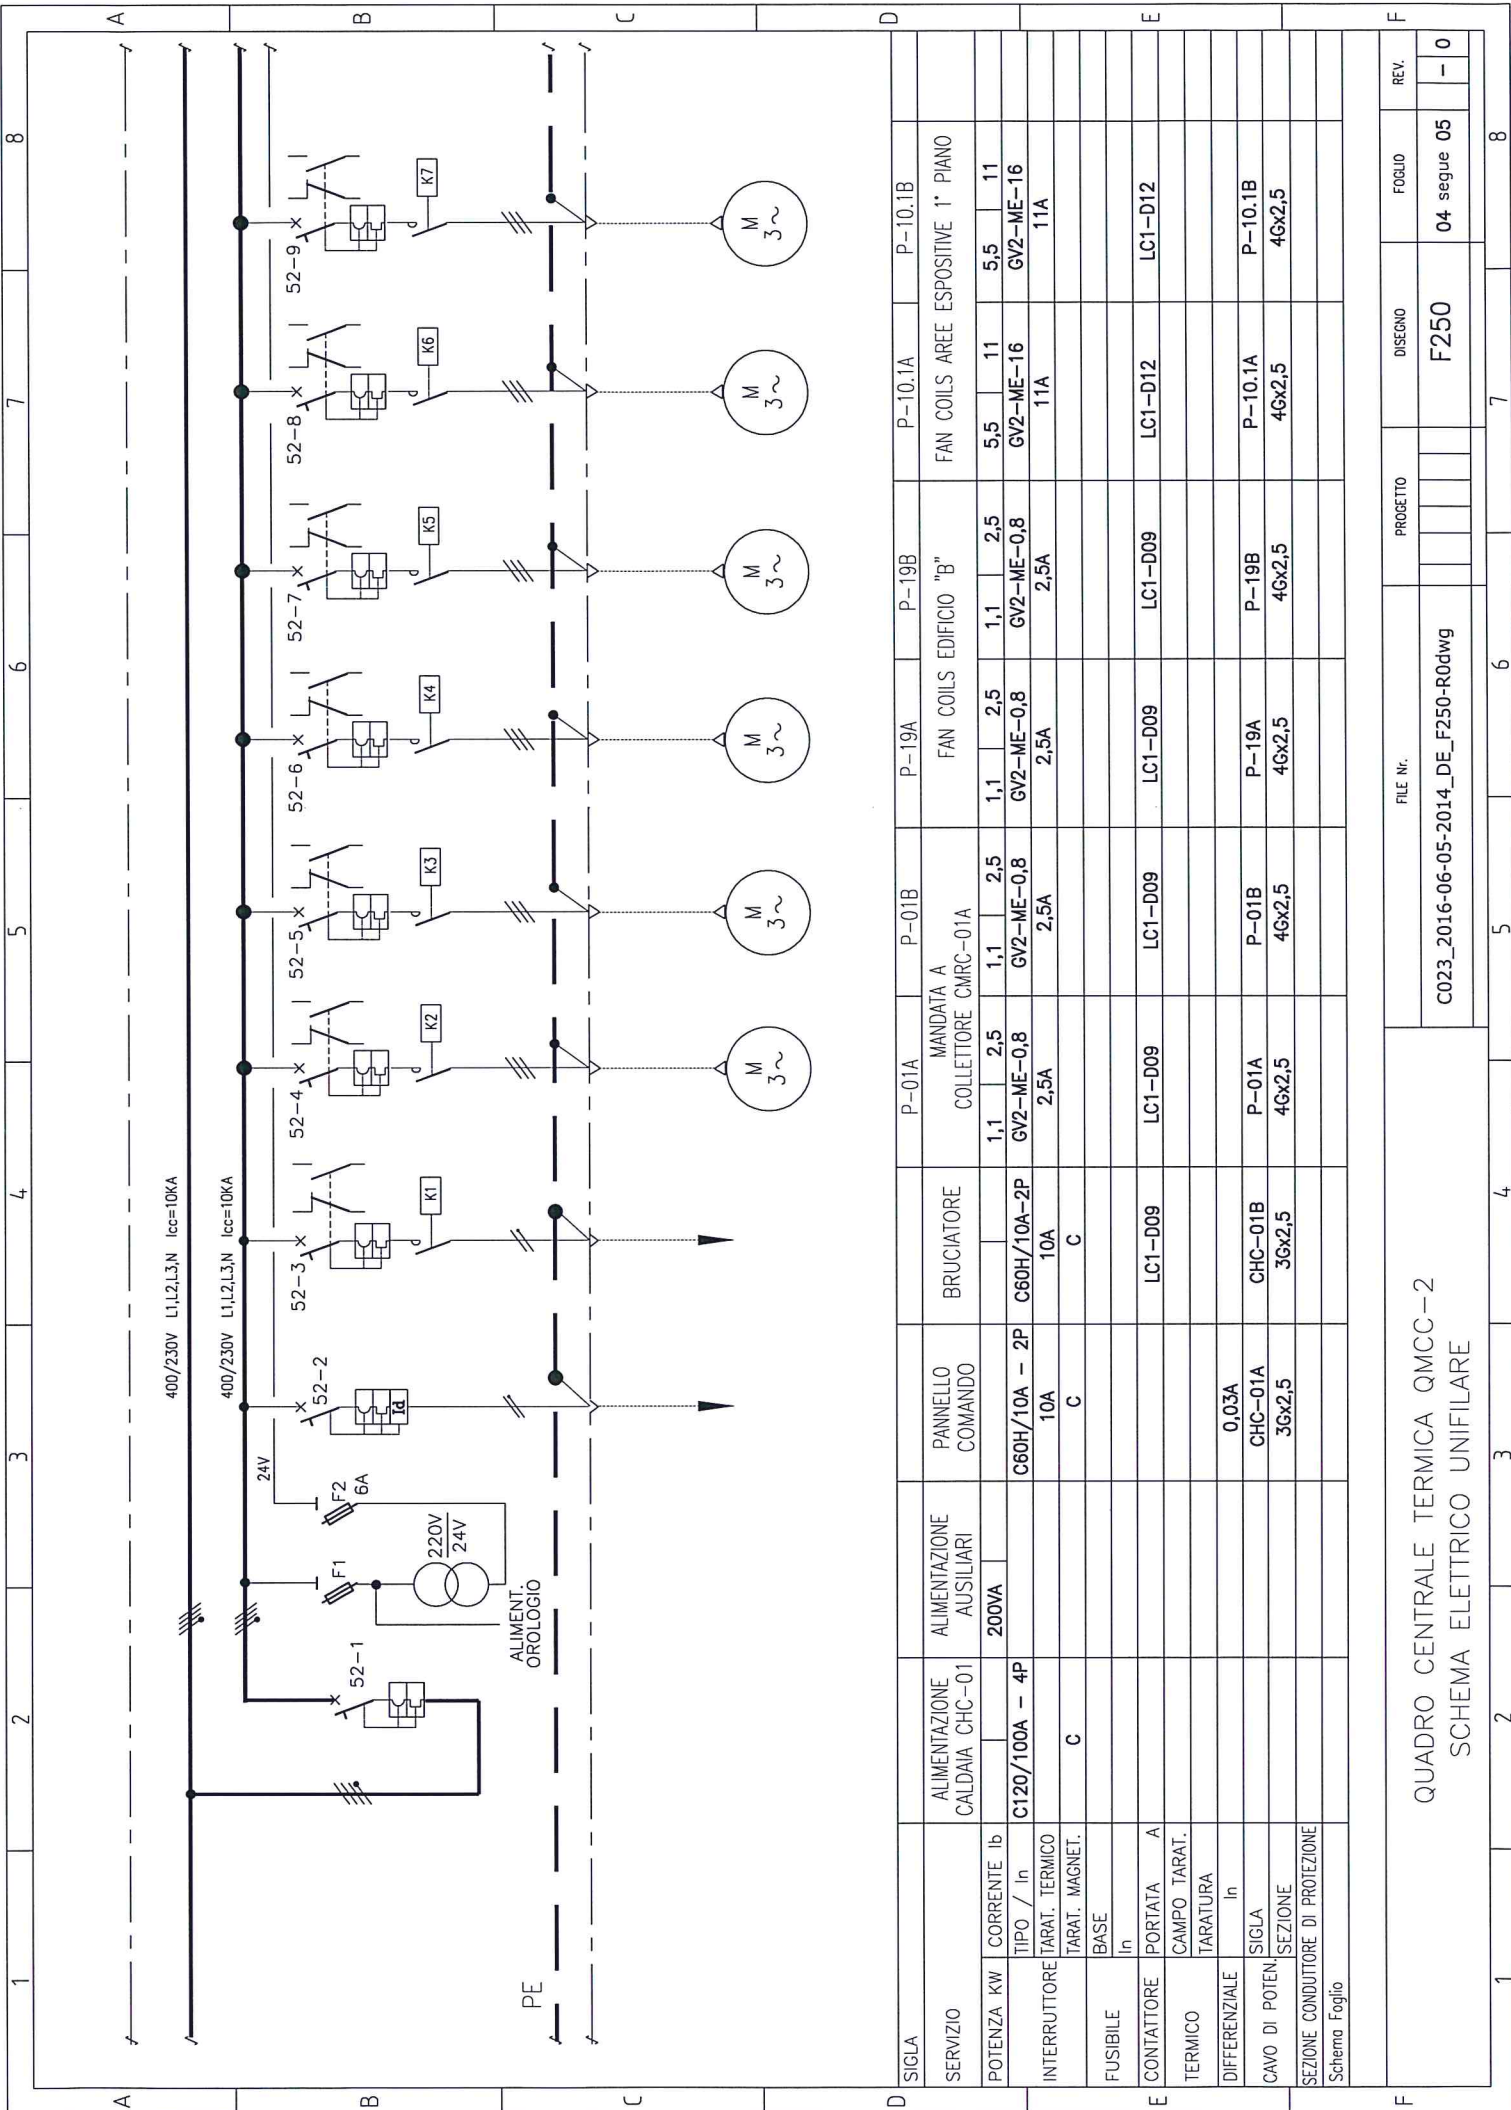 1 2 3 4 5 6 7 8
A A
400/230V L1,L2,L3,N Icc=10KA
400/230V L1,L2,L3,N Icc=10KA
24V
B B
52-1
F1
F2
6A
220V
24V
ALIMENT.
OROLOGIO
52-2
Id
52-3
K1
52-4
K2
52-5
K3
52-6
K4
52-7
K5
52-8
K6
52-9
K7
PE
C C
M
3~
M
3~
M
3~
M
3~
M
3~
M
3~
D D
SIGLA P-01A P-01B P-19A P-19B P-10.1A P-10.1B
SERVIZIO
ALIMENTAZIONE
CALDAIA CHC-01
ALIMENTAZIONE
AUSILIARI
PANNELLO
COMANDO
BRUCIATORE
MANDATA A
COLLETTORE CMRC-01A
FAN COILS EDIFICIO "B"
FAN COILS AREE ESPOSITIVE 1° PIANO
POTENZA KW CORRENTE Ib 200VA 1,1 2,5 1,1 2,5 1,1 2,5 1,1 2,5 5,5 11 5,5 11
INTERRUTTORE
TIPO / In C120/100A - 4P C60H/10A - 2P C60H/10A-2P GV2-ME-0,8 GV2-ME-0,8 GV2-ME-0,8 GV2-ME-0,8 GV2-ME-16 GV2-ME-16
TARAT. TERMICO 10A 10A 2,5A 2,5A 2,5A 2,5A 11A 11A
TARAT. MAGNET. C C C
FUSIBILE
BASE
In
CONTATTORE PORTATA A LC1-D09 LC1-D09 LC1-D09 LC1-D09 LC1-D09 LC1-D12 LC1-D12
TERMICO
CAMPO TARAT.
TARATURA
DIFFERENZIALE In 0,03A
CAVO DI POTEN.
SIGLA CHC-01A CHC-01B P-01A P-01B P-19A P-19B P-10.1A P-10.1B
SEZIONE 3Gx2,5 3Gx2,5 4Gx2,5 4Gx2,5 4Gx2,5 4Gx2,5 4Gx2,5 4Gx2,5
SEZIONE CONDUTTORE DI PROTEZIONE
Schema Foglio
E E
QUADRO CENTRALE TERMICA QMCC-2
SCHEMA ELETTRICO UNIFILARE
FILE Nr.
C023_2016-06-05-2014_DE_F250-R0dwg
PROGETTO
DISEGNO
F250
FOGLIO
04 segue 05
REV.
- 0
F F
1 2 3 4 5 6 7 8